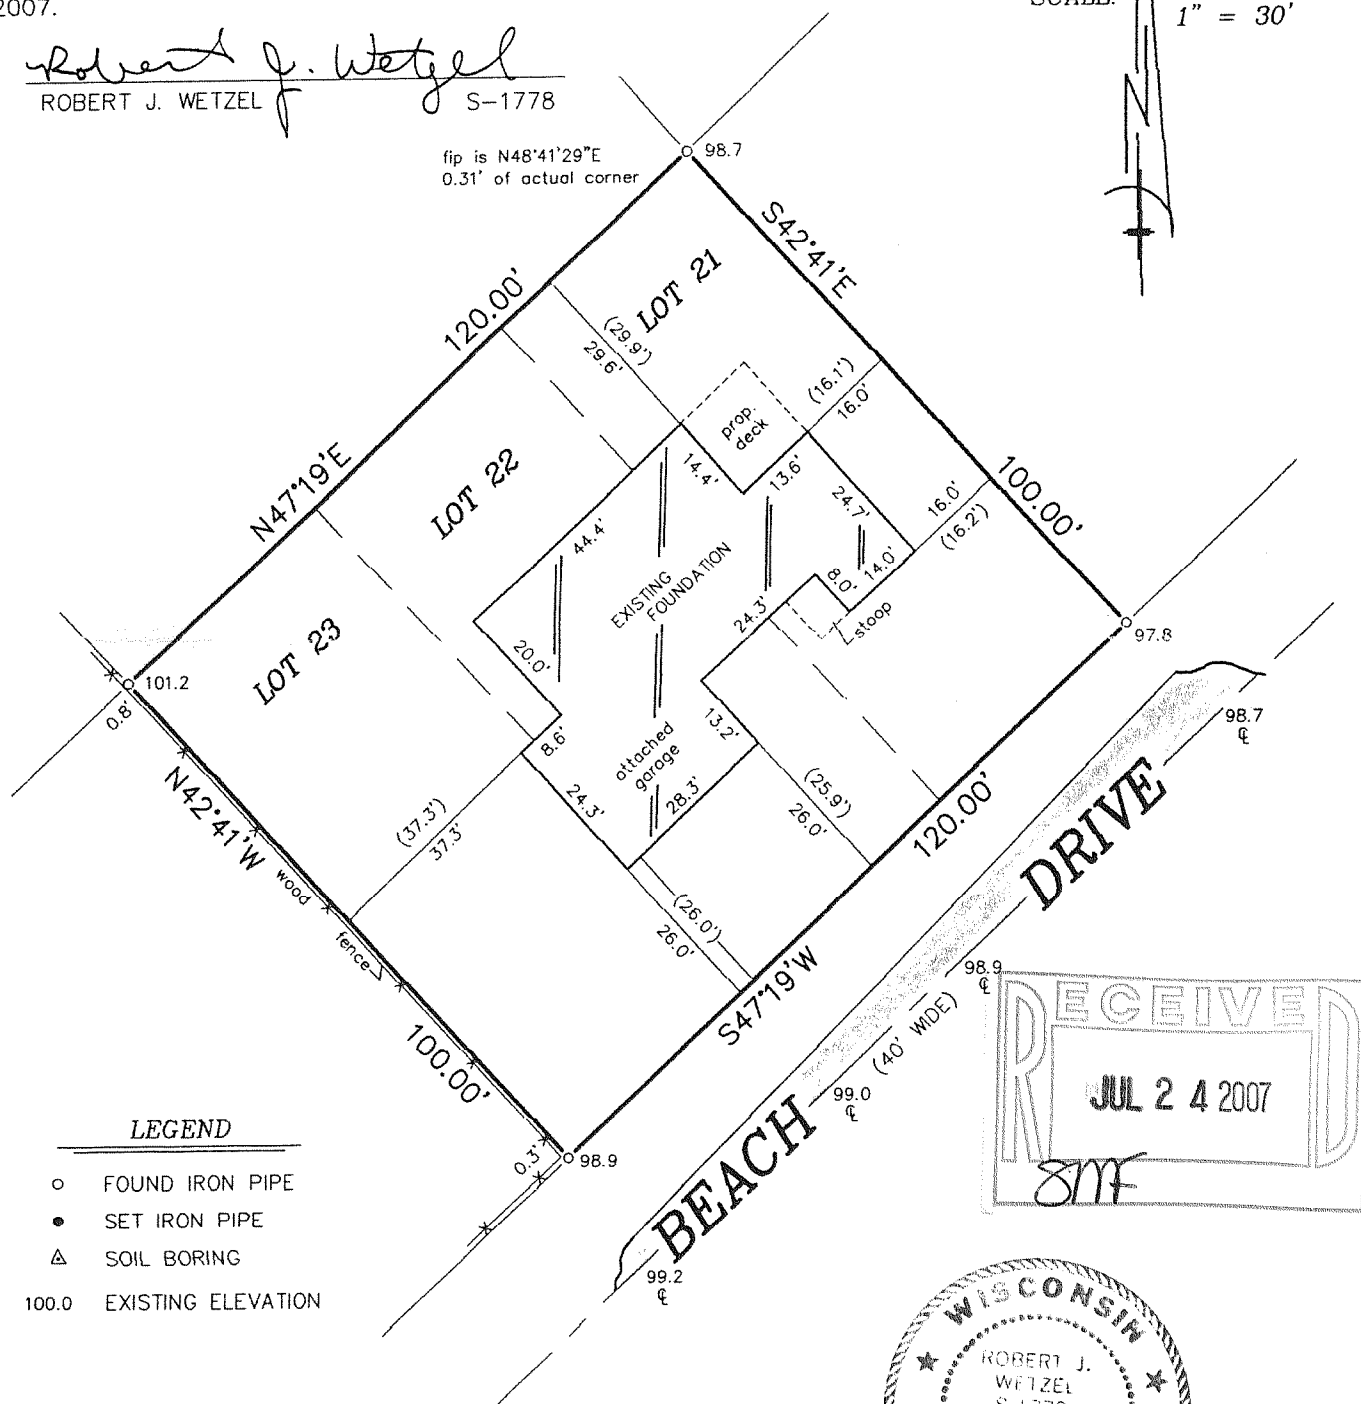 2007.
SCALE:
1" = 30'
Robert J. Wetzel
ROBERT J. WETZEL S-1778
N
fip is N48°41'29"E
0.31' of actual corner
98.7
S42°41'E
100.00'
120.00'
N47°19'E
LOT 21
LOT 22
LOT 23
(29.9')
29.6'
(16.1')
16.0'
prop.
deck
14.4'
13.6'
24.7'
16.0'
(16.2')
44.4'
EXISTING
FOUNDATION
8.0'
14.0'
24.3'
stoop
97.8
20.0'
101.2
0.8'
8.6'
attached
garage
13.2'
98.7
℄
N42°41'W
24.3'
28.3'
(25.9')
26.0'
120.00'
(37.3')
37.3'
wood
fence
(26.0')
26.0'
S47°19'W
100.00'
BEACH DRIVE
(40' WIDE)
98.9
℄
99.0
℄
99.2
℄
0.3'
98.9
RECEIVED
JUL 24 2007
SMF
LEGEND
FOUND IRON PIPE
SET IRON PIPE
SOIL BORING
100.0 EXISTING ELEVATION
WISCONSIN
ROBERT J.
WETZEL
S-1778